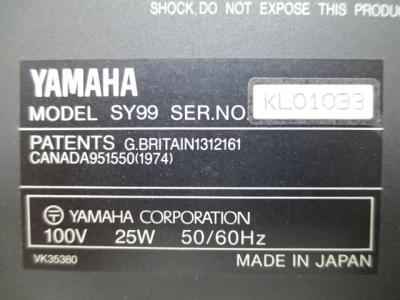 SHOCK, DO NOT EXPOSE THIS PRODUC
YAMAHA
MODEL SY99 SER.NO. KL01033
PATENTS G.BRITAIN1312161
CANADA951550(1974)
YAMAHA CORPORATION
100V 25W 50/60Hz
VK35380 MADE IN JAPAN